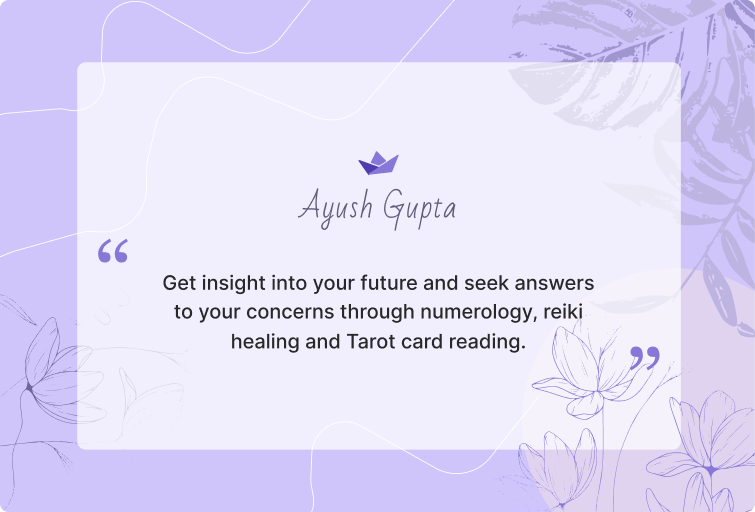 Ayush Gupta
“
Get insight into your future and seek answers
to your concerns through numerology, reiki
healing and Tarot card reading.
”